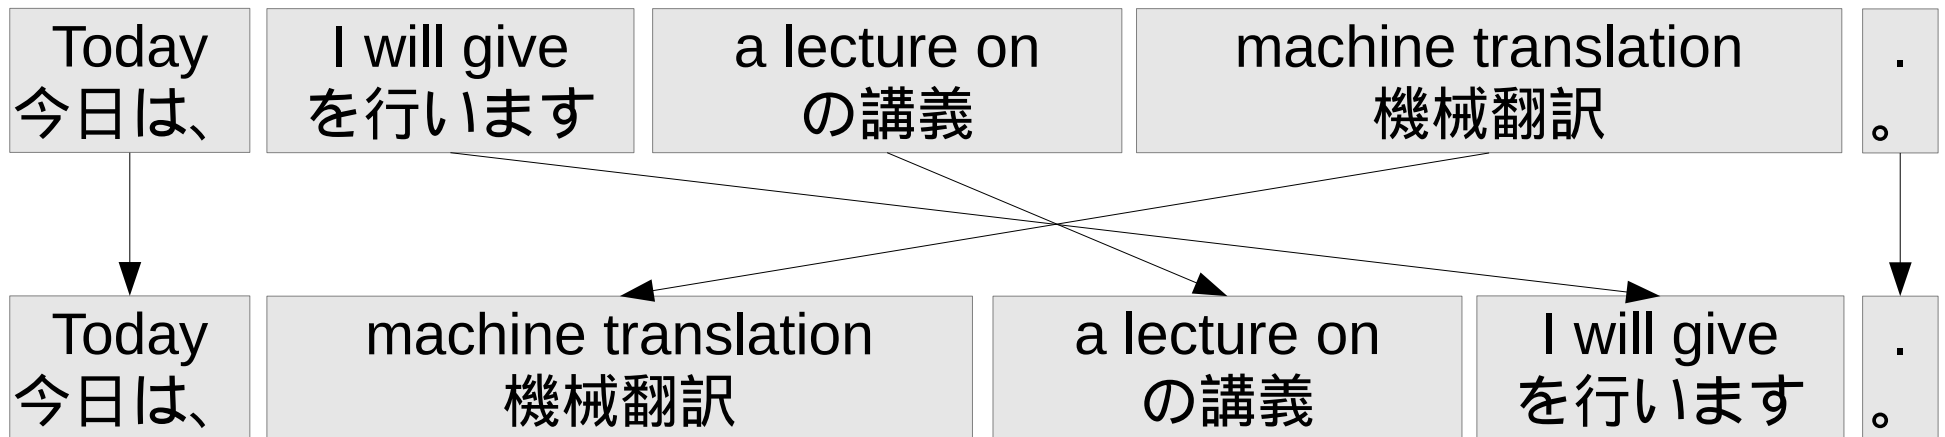 Today I will give a lecture on machine translation .
今日は、 を行います の講義 機械翻訳 。
Today machine translation a lecture on I will give .
今日は、 機械翻訳 の講義 を行います 。